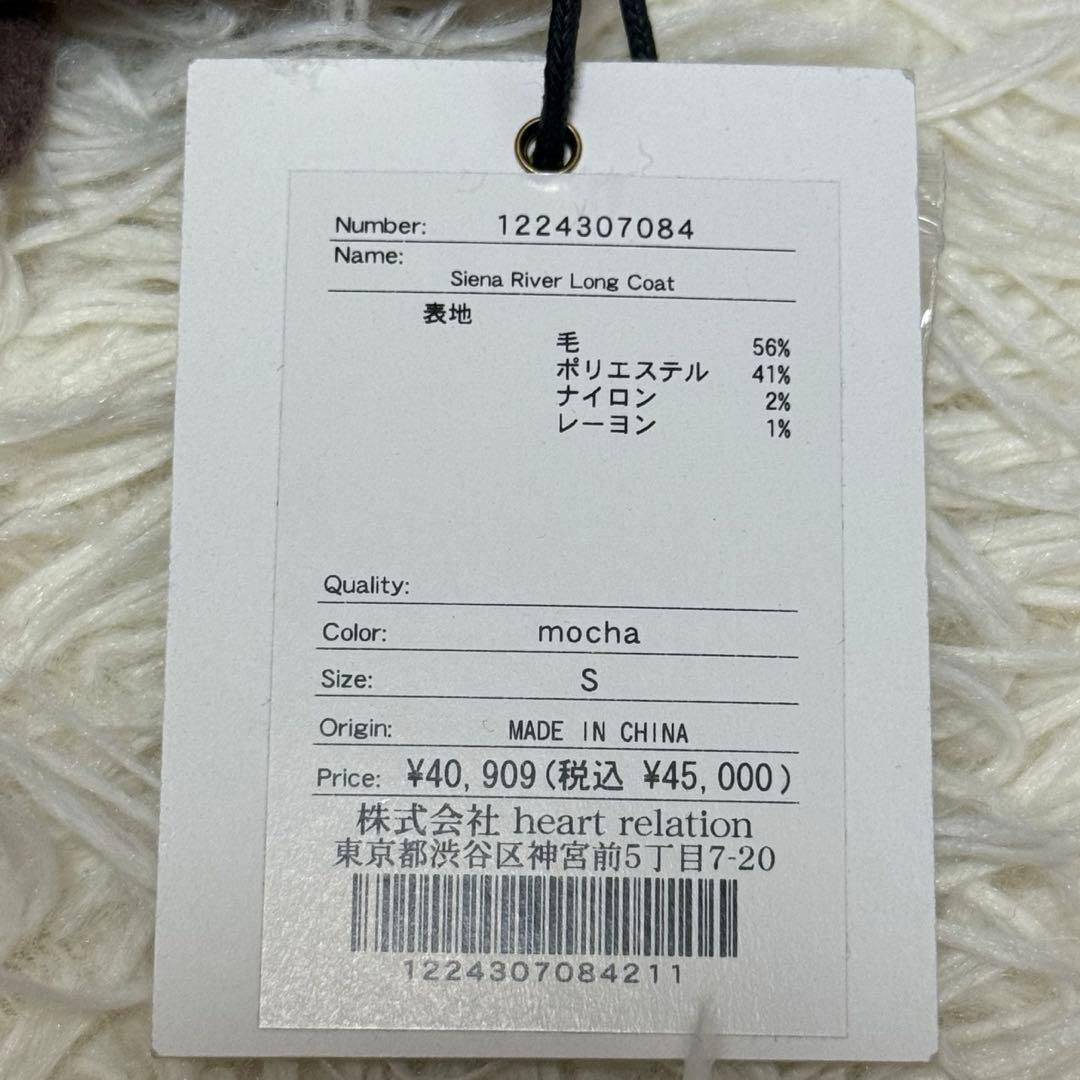 Number: 1224307084
Name:
Siena River Long Coat
表地
毛 56%
ポリエステル 41%
ナイロン 2%
レーヨン 1%
Quality:
Color: mocha
Size: S
Origin: MADE IN CHINA
Price: ¥40,909(税込 ¥45,000)
株式会社 heart relation
東京都渋谷区神宮前5丁目7-20
1224307084211